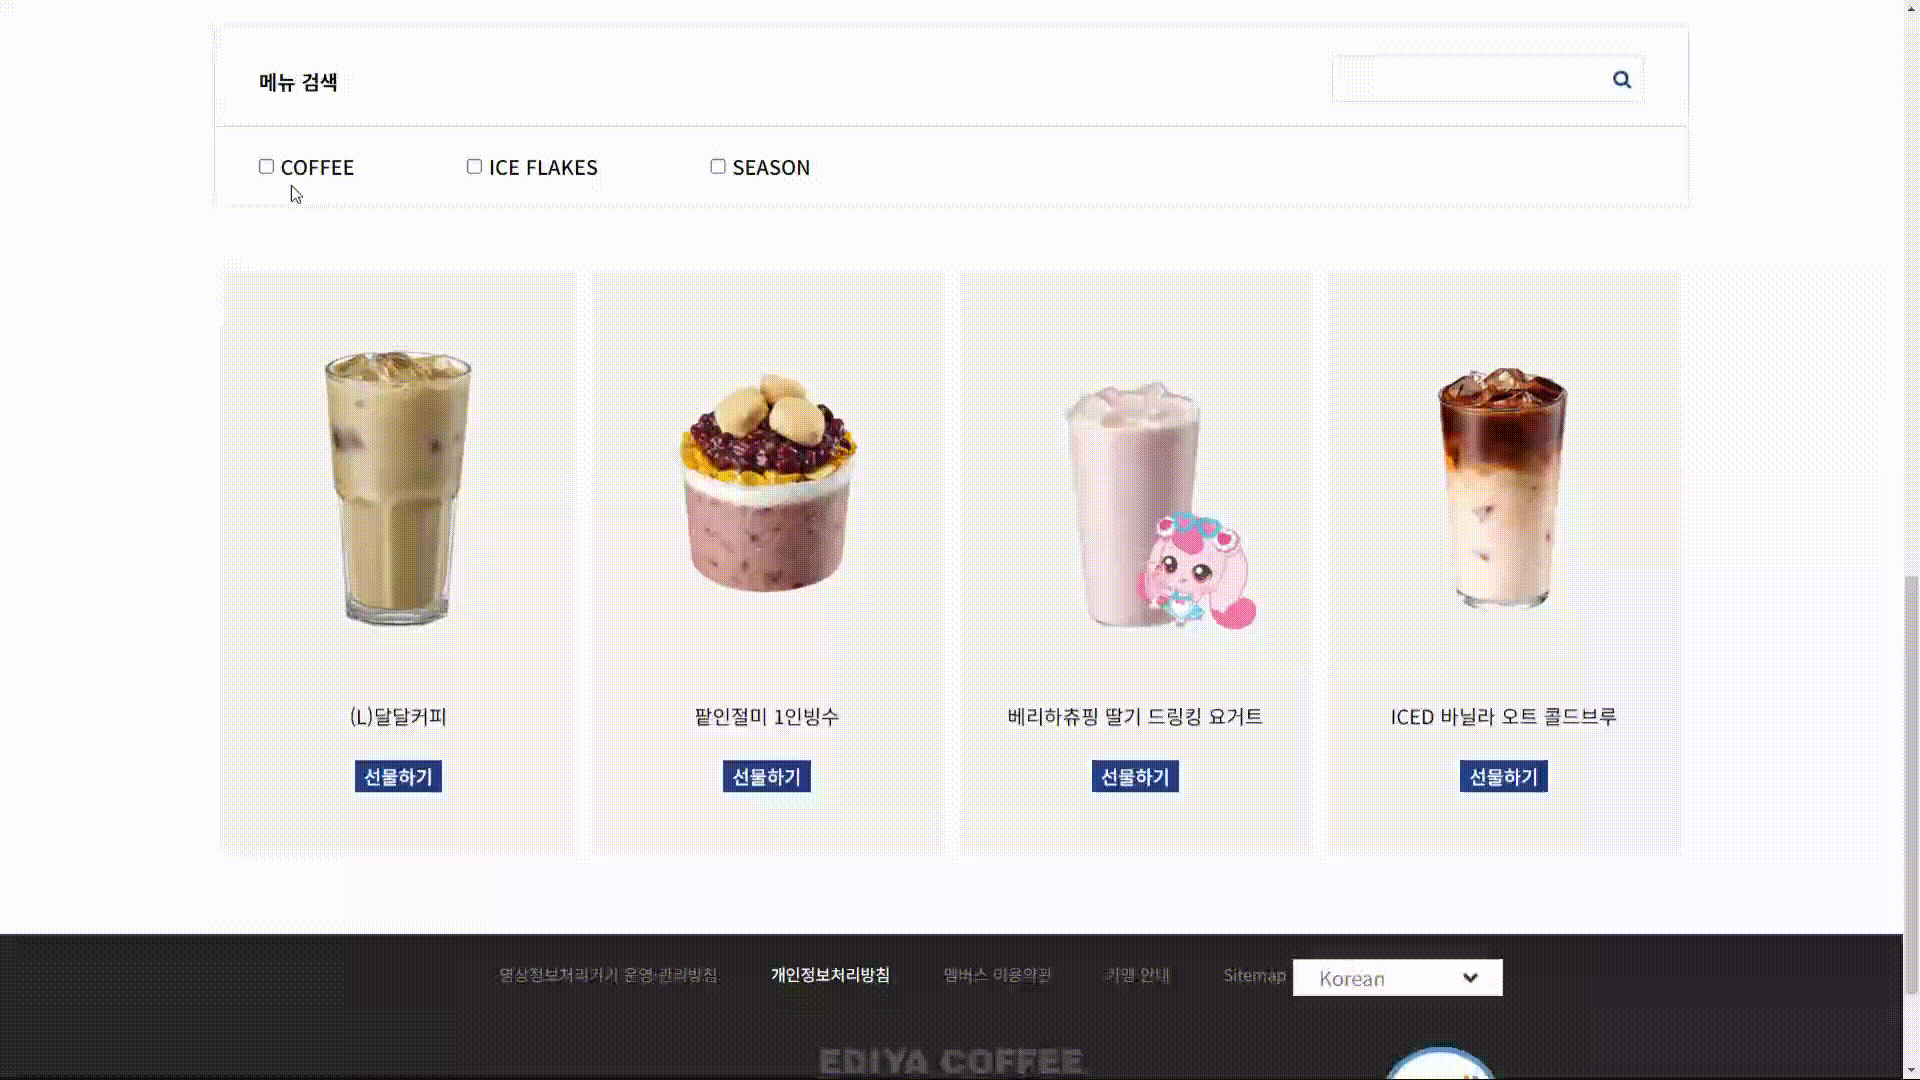 메뉴 검색
COFFEE
ICE FLAKES
SEASON
(L)달달커피
팥인절미 1인빙수
베리하츄핑 딸기 드링킹 요거트
ICED 바닐라 오트 콜드브루
선물하기
선물하기
선물하기
선물하기
영상정보처리기기 운영·관리방침
개인정보처리방침
멤버스 이용약관
가맹 안내
Sitemap
Korean
EDIYA COFFEE